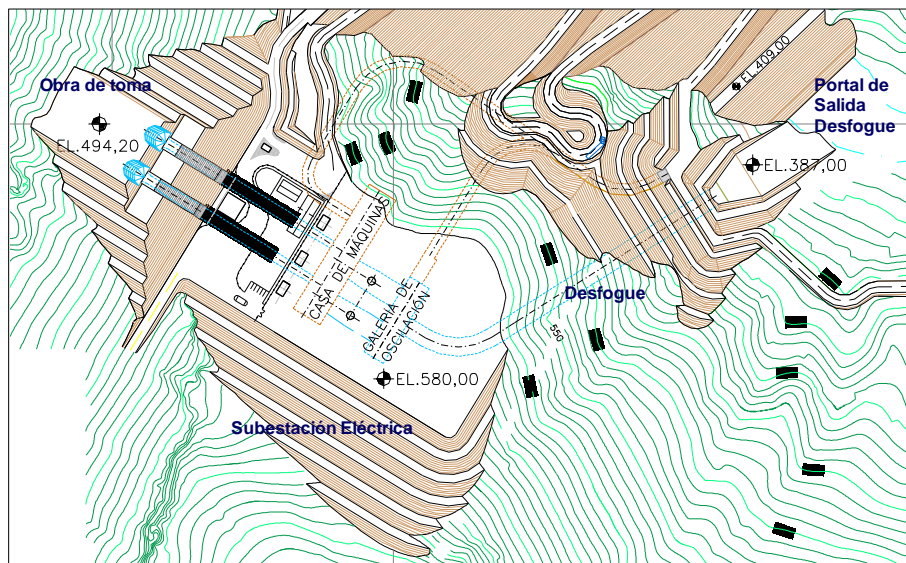 Obra de toma
EL.494,20
EL.409,00
Portal de
Salida
Desfogue
EL.387,00
CASA DE MAQUINAS
GALERIA DE
OSCILACIÓN
Desfogue
550
EL.580,00
Subestación Eléctrica